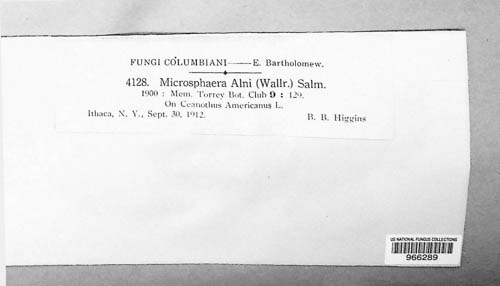 FUNGI COLUMBIANI——E. Bartholomew.
4128. Microsphaera Alni (Wallr.) Salm.
1900 : Mem. Torrey Bot. Club 9 : 129.
On Ceanothus Americanus L.
Ithaca, N. Y., Sept. 30, 1912. B. B. Higgins
US NATIONAL FUNGUS COLLECTIONS
966289